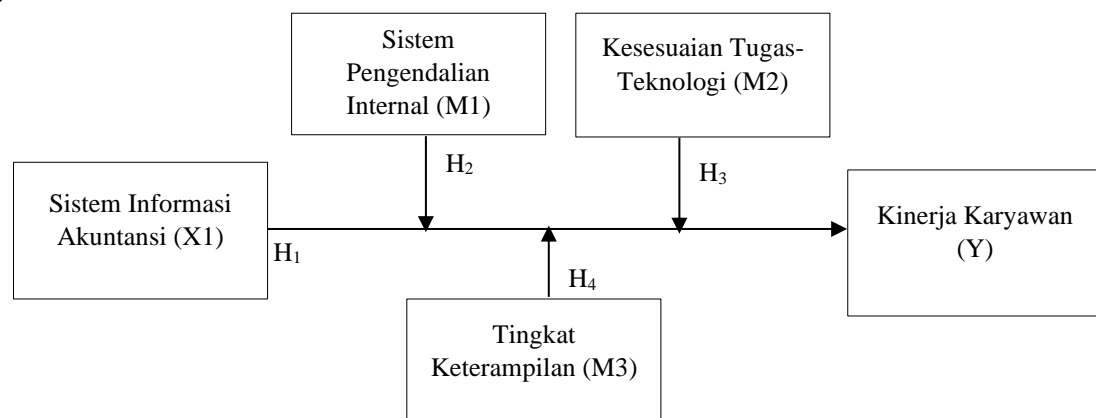 Sistem
Pengendalian
Internal (M1)
Kesesuaian Tugas-
Teknologi (M2)
H2
H3
Sistem Informasi
Akuntansi (X1)
Kinerja Karyawan
(Y)
H1
H4
Tingkat
Keterampilan (M3)